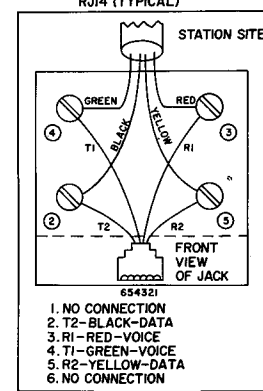 RJ14 (TYPICAL)
STATION SITE
GREEN
RED
BLACK
YELLOW
4
3
T1
R1
2
5
T2
R2
FRONT
VIEW
OF JACK
654321
1. NO CONNECTION
2. T2-BLACK-DATA
3. R1-RED-VOICE
4. T1-GREEN-VOICE
5. R2-YELLOW-DATA
6. NO CONNECTION